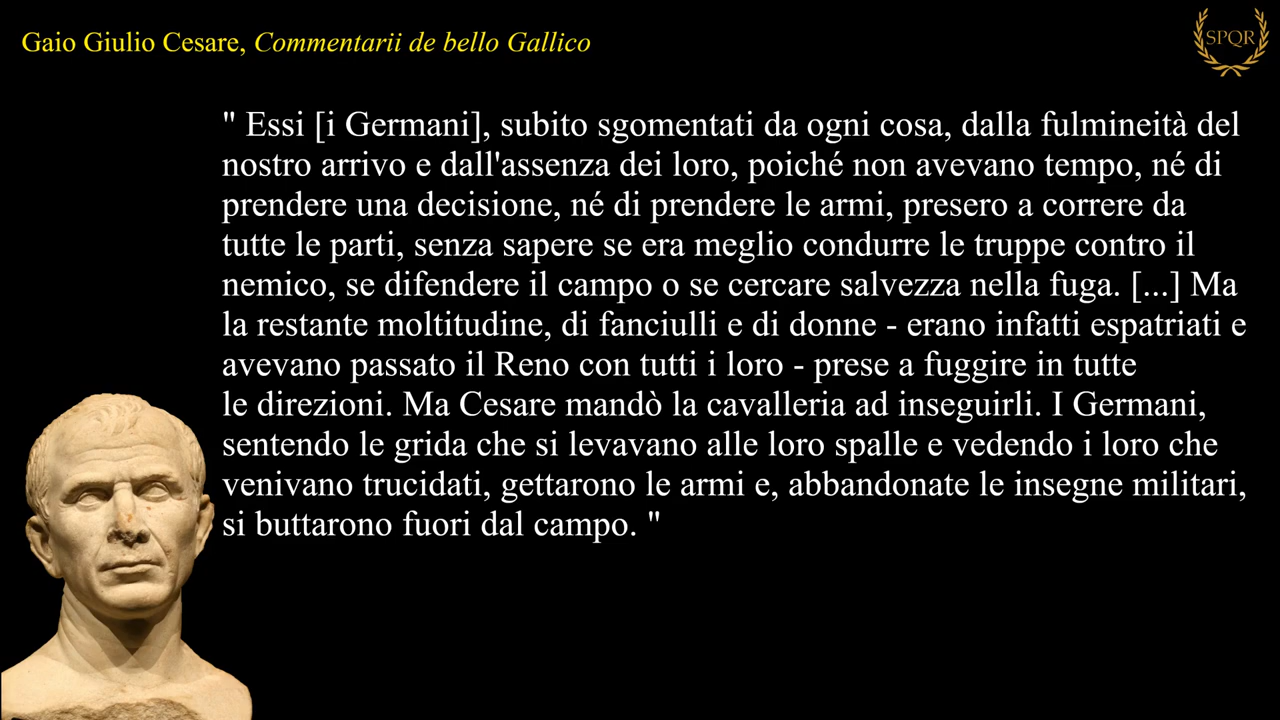 Gaio Giulio Cesare, Commentarii de bello Gallico
SPQR
" Essi [i Germani], subito sgomentati da ogni cosa, dalla fulmineità del
nostro arrivo e dall'assenza dei loro, poiché non avevano tempo, né di
prendere una decisione, né di prendere le armi, presero a correre da
tutte le parti, senza sapere se era meglio condurre le truppe contro il
nemico, se difendere il campo o se cercare salvezza nella fuga. [...] Ma
la restante moltitudine, di fanciulli e di donne - erano infatti espatriati e
avevano passato il Reno con tutti i loro - prese a fuggire in tutte
le direzioni. Ma Cesare mandò la cavalleria ad inseguirli. I Germani,
sentendo le grida che si levavano alle loro spalle e vedendo i loro che
venivano trucidati, gettarono le armi e, abbandonate le insegne militari,
si buttarono fuori dal campo. "